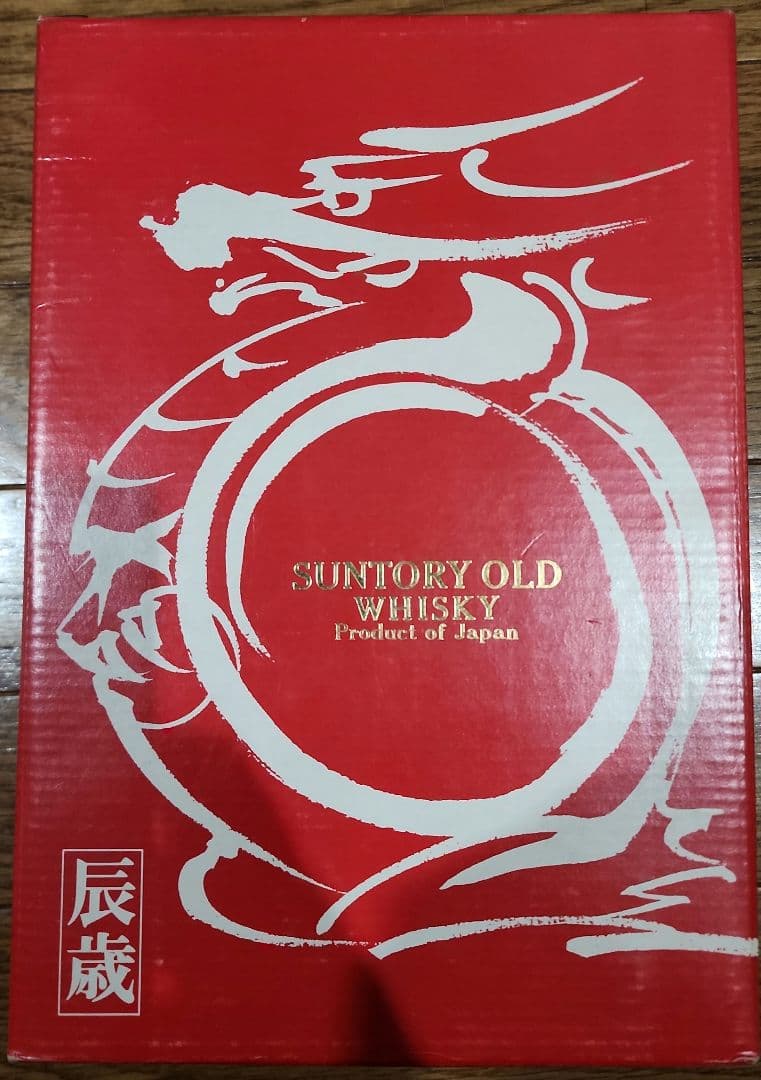 SUNTORY OLD
WHISKY
Product of Japan
辰歳